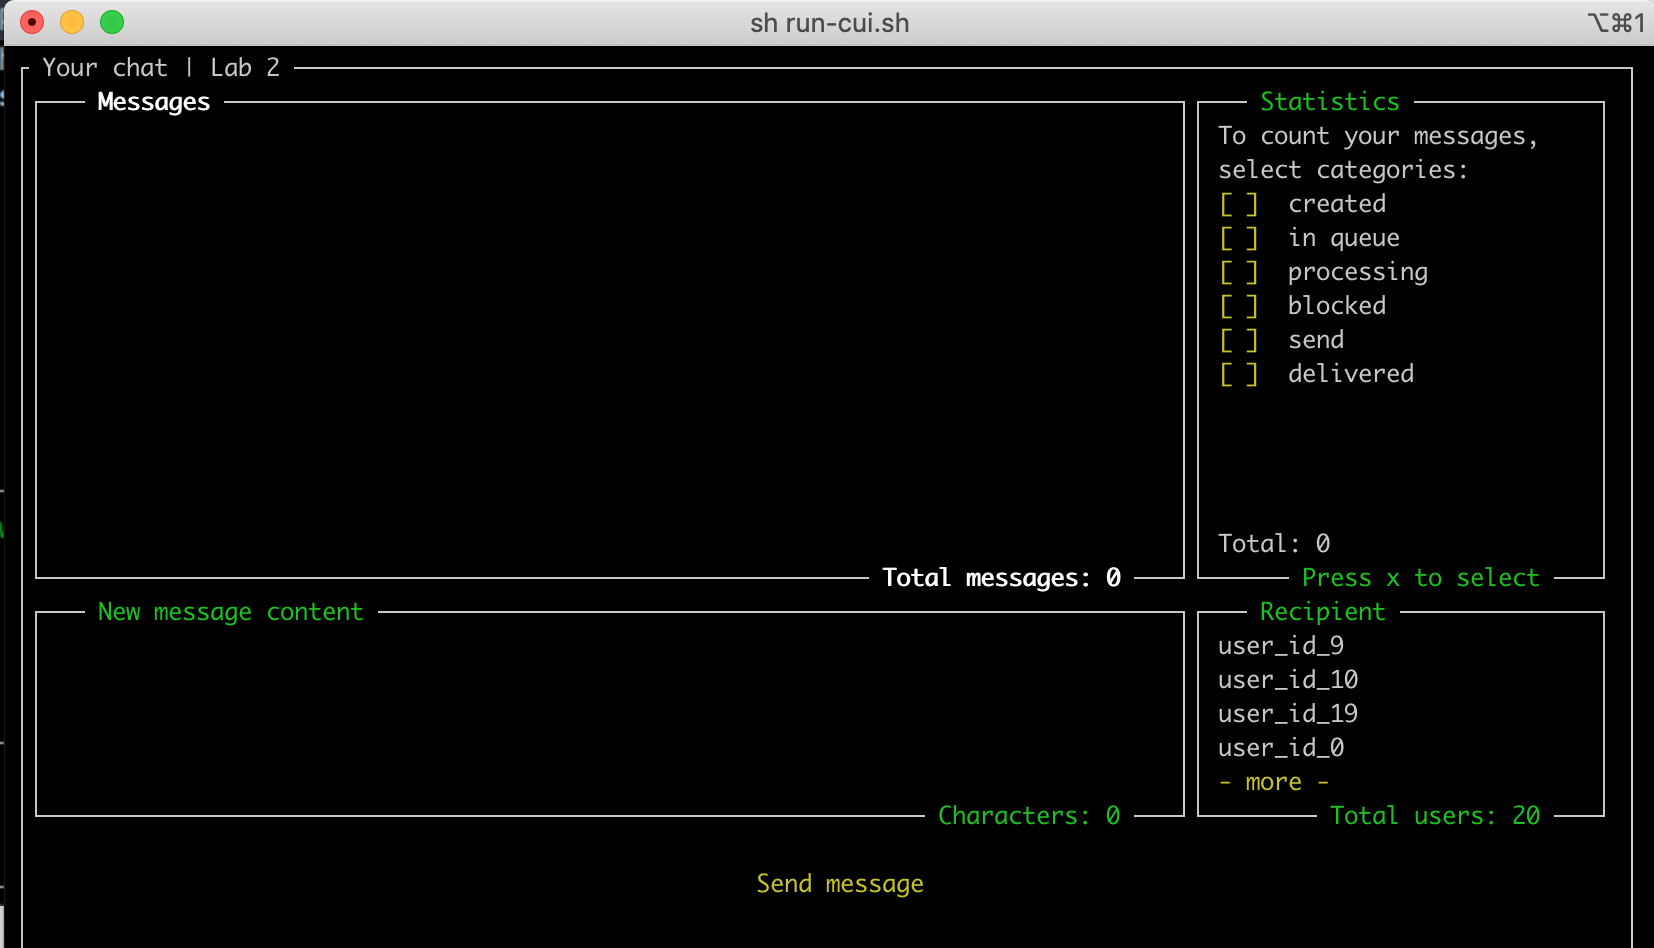 sh run-cui.sh
⌥⌘1
Your chat | Lab 2
Messages
Total messages: 0
Statistics
To count your messages,
select categories:
[ ] created
[ ] in queue
[ ] processing
[ ] blocked
[ ] send
[ ] delivered
Total: 0
Press x to select
New message content
Characters: 0
Recipient
user_id_9
user_id_10
user_id_19
user_id_0
- more -
Total users: 20
Send message